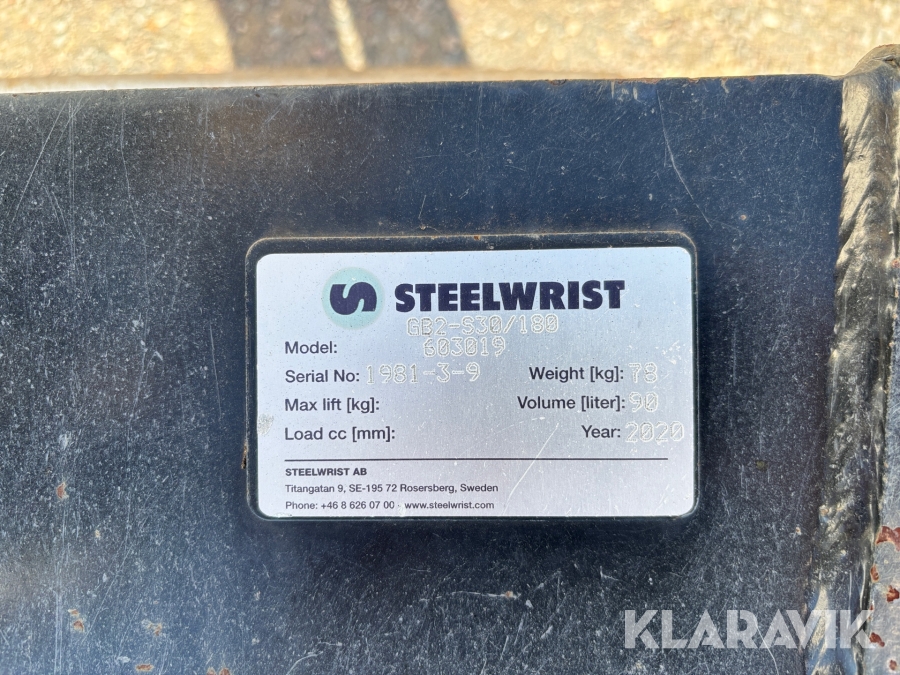 STEELWRIST
GB2-S30/180
Model: 603019
Serial No: 1981-3-9 Weight [kg]: 78
Max lift [kg]: Volume [liter]: 90
Load cc [mm]: Year: 2020
STEELWRIST AB
Titangatan 9, SE-195 72 Rosersberg, Sweden
Phone: +46 8 626 07 00 · www.steelwrist.com
KLARAVIK